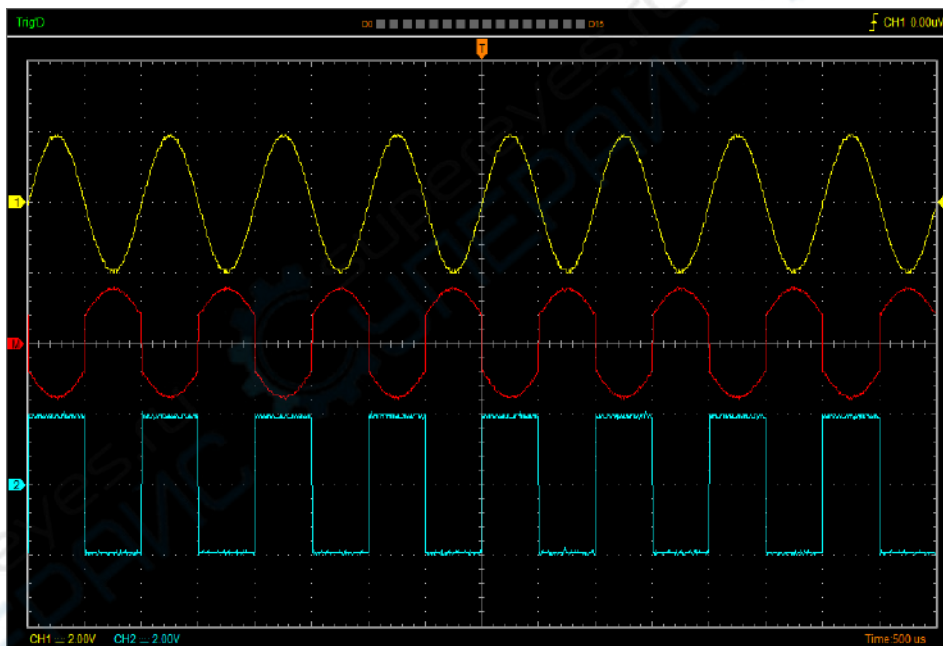 Trig'D
D0
D15
CH1 0.00uV
T
1
M
2
CH1 2.00V CH2 2.00V
Time:500 us